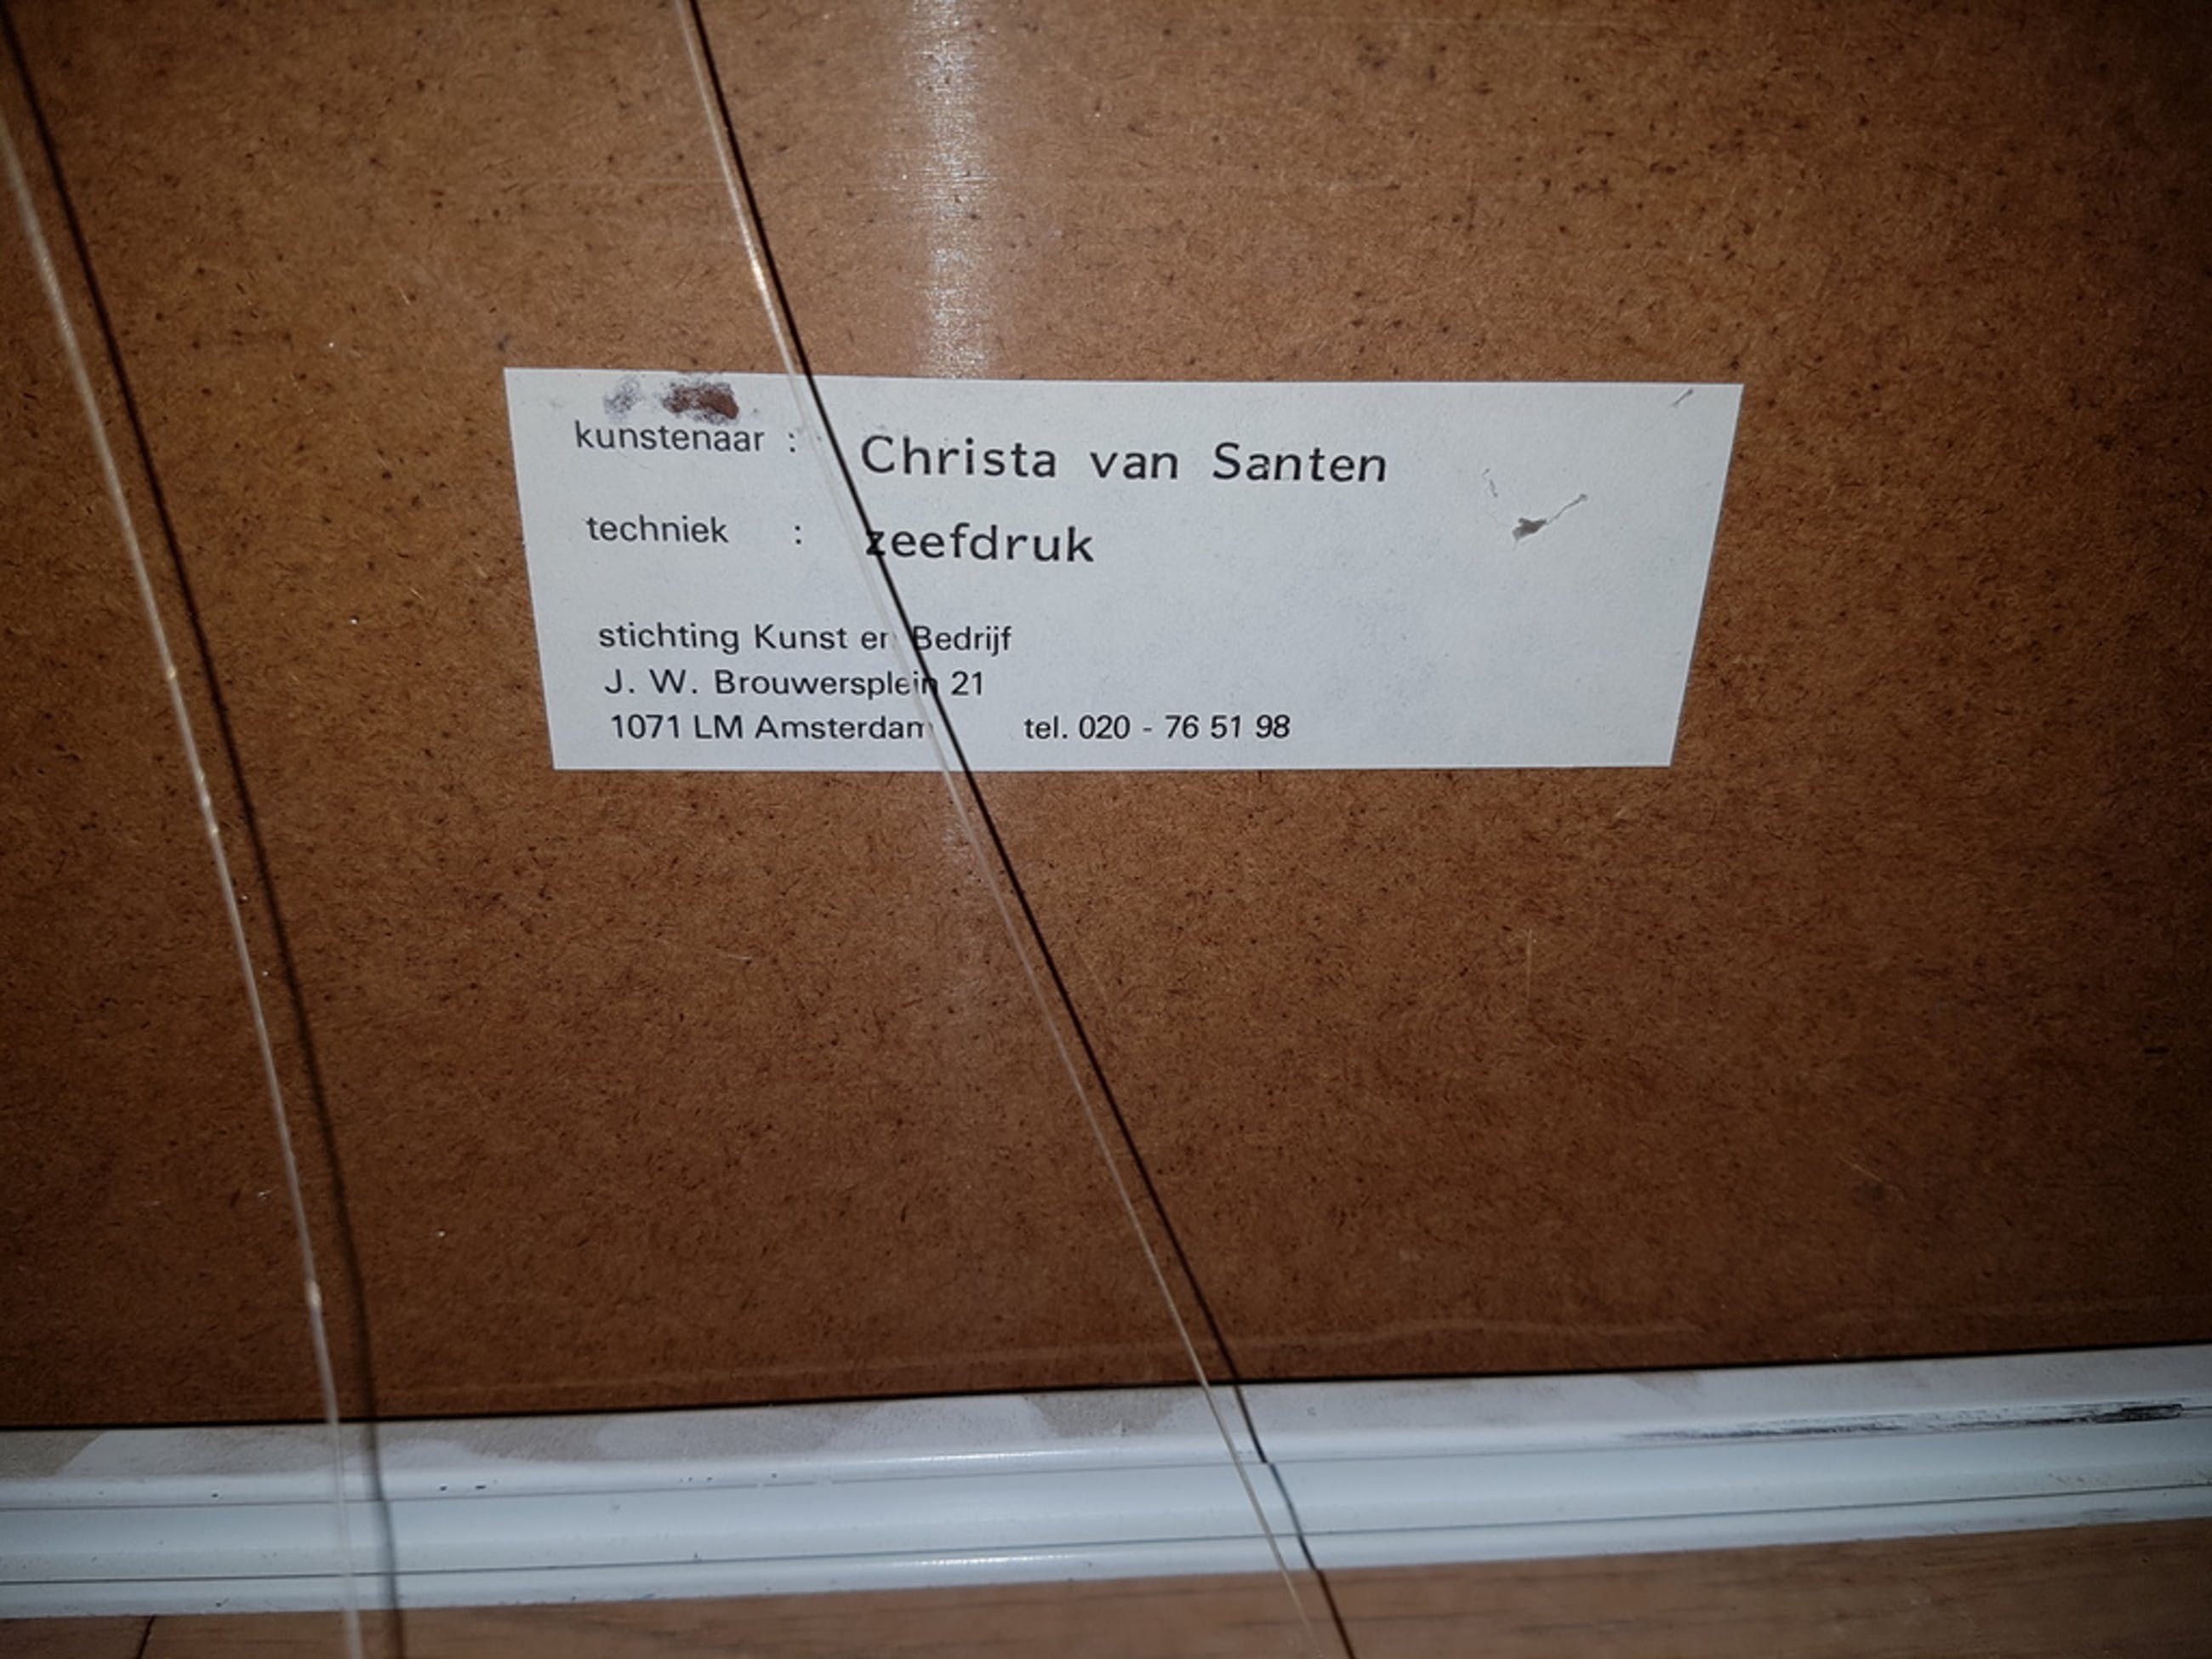 kunstenaar : Christa van Santen
techniek : zeefdruk
stichting Kunst en Bedrijf
J. W. Brouwersplein 21
1071 LM Amsterdam tel. 020 - 76 51 98